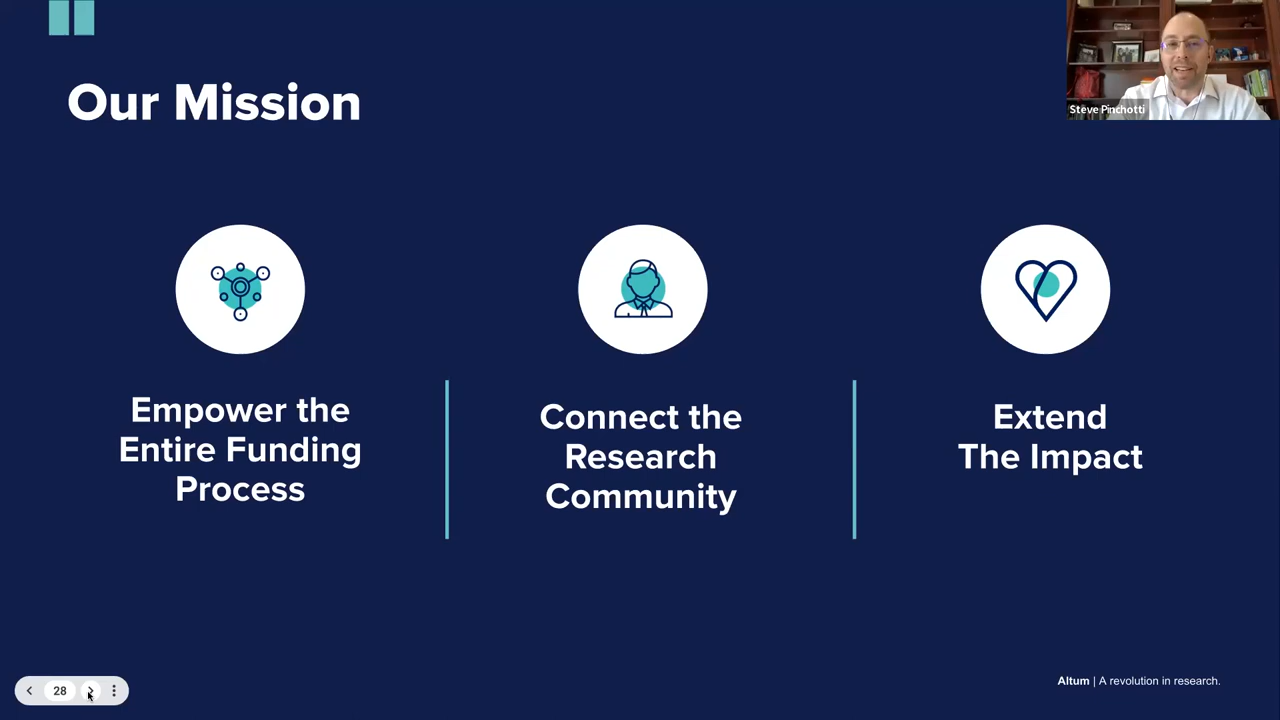 Our Mission
Steve Pinchotti
Empower the
Entire Funding
Process
Connect the
Research
Community
Extend
The Impact
28
Altum | A revolution in research.